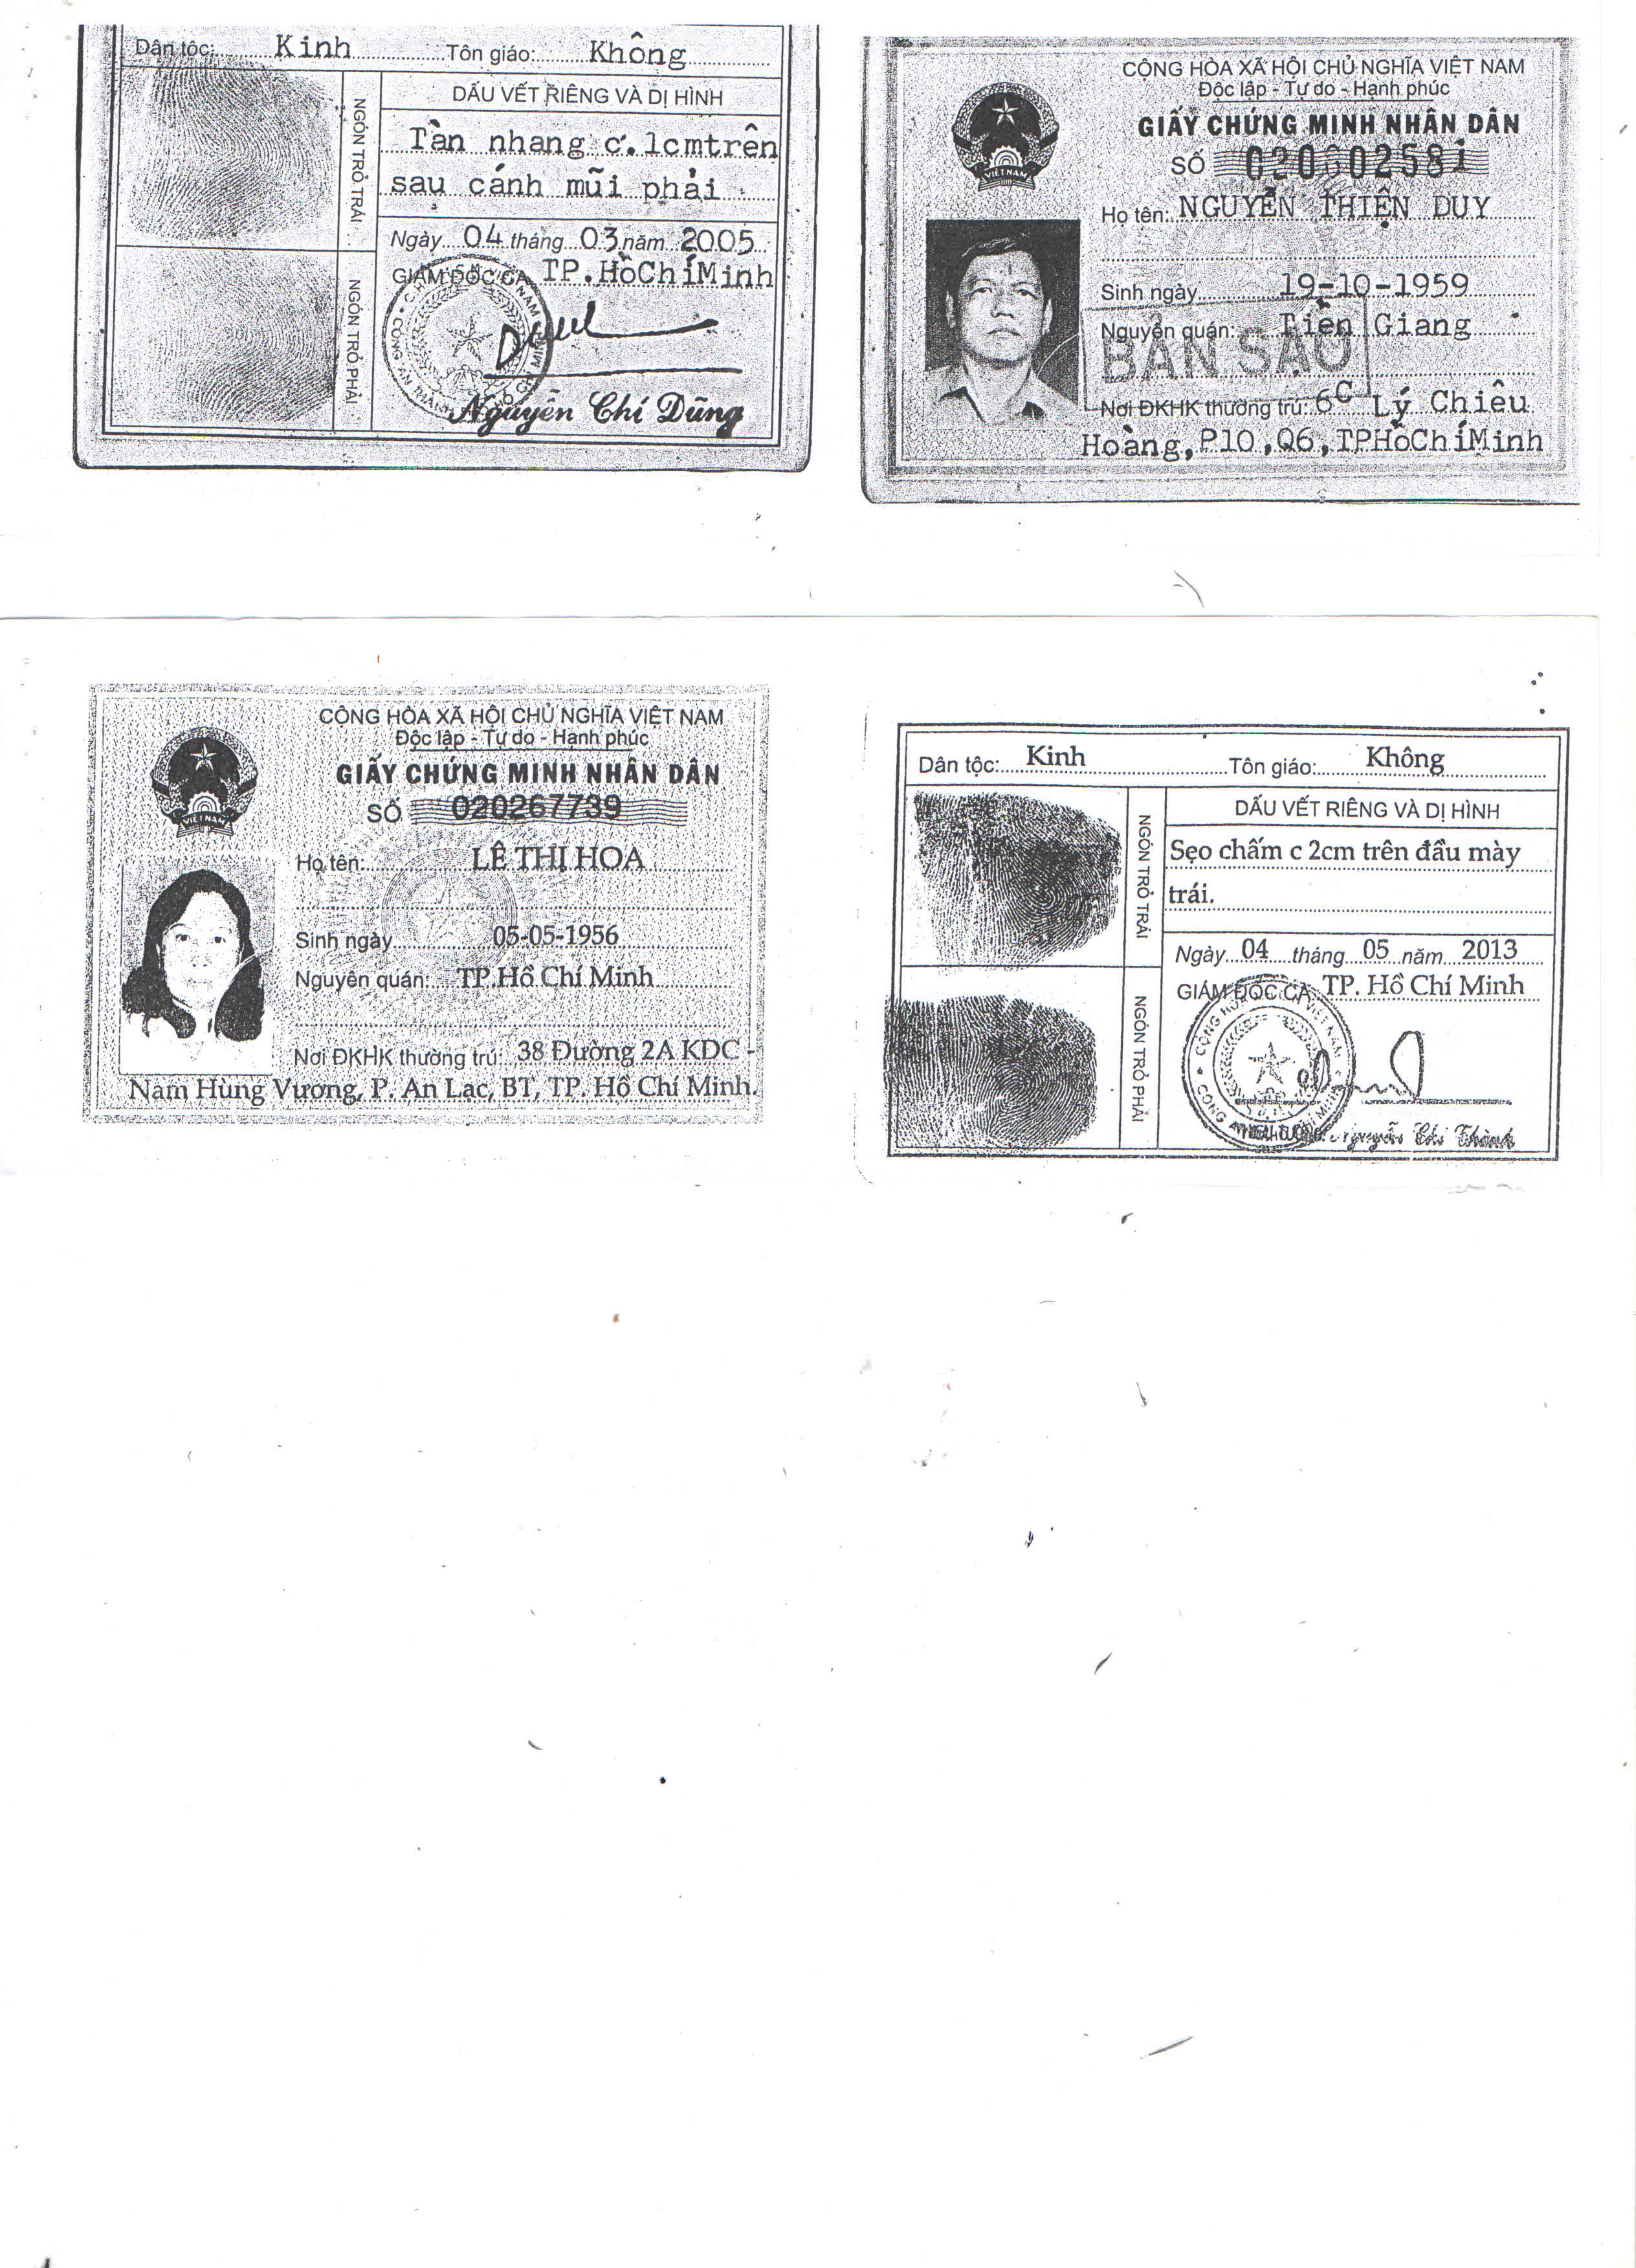 Dân tộc: Kinh Tôn giáo: Không
DẤU VẾT RIÊNG VÀ DỊ HÌNH
NGÓN TRỎ TRÁI
Tàn nhang c.1cmtrên
sau cánh mũi phải
Ngày 04 tháng 03 năm 2005
GIÁM ĐỐC CA TP.HồChíMinh
NGÓN TRỎ PHẢI
Nguyễn Chí Dũng
CỘNG HÒA XÃ HỘI CHỦ NGHĨA VIỆT NAM
Độc lập - Tự do - Hạnh phúc
GIẤY CHỨNG MINH NHÂN DÂN
SỐ
VIỆT NAM
Họ tên: NGUYỄN THIỆN DUY
Sinh ngày 19-10-1959
Nguyên quán: Tiền Giang
BẢN SAO
Nơi ĐKHK thường trú: 6C Lý Chiêu
Hoàng, P10, Q6, TPHồChíMinh
CỘNG HÒA XÃ HỘI CHỦ NGHĨA VIỆT NAM
Độc lập - Tự do - Hạnh phúc
GIẤY CHỨNG MINH NHÂN DÂN
SỐ 020267739
VIỆT NAM
Họ tên: LÊ THỊ HOA
Sinh ngày 05-05-1956
Nguyên quán: TP.Hồ Chí Minh
Nơi ĐKHK thường trú: 38 Đường 2A KDC -
Nam Hùng Vương, P. An Lạc, BT, TP. Hồ Chí Minh.
Dân tộc: Kinh Tôn giáo: Không
DẤU VẾT RIÊNG VÀ DỊ HÌNH
NGÓN TRỎ TRÁI
Sẹo chấm c 2cm trên đầu mày
trái.
Ngày 04 tháng 05 năm 2013
GIÁM ĐỐC CA TP. Hồ Chí Minh
NGÓN TRỎ PHẢI